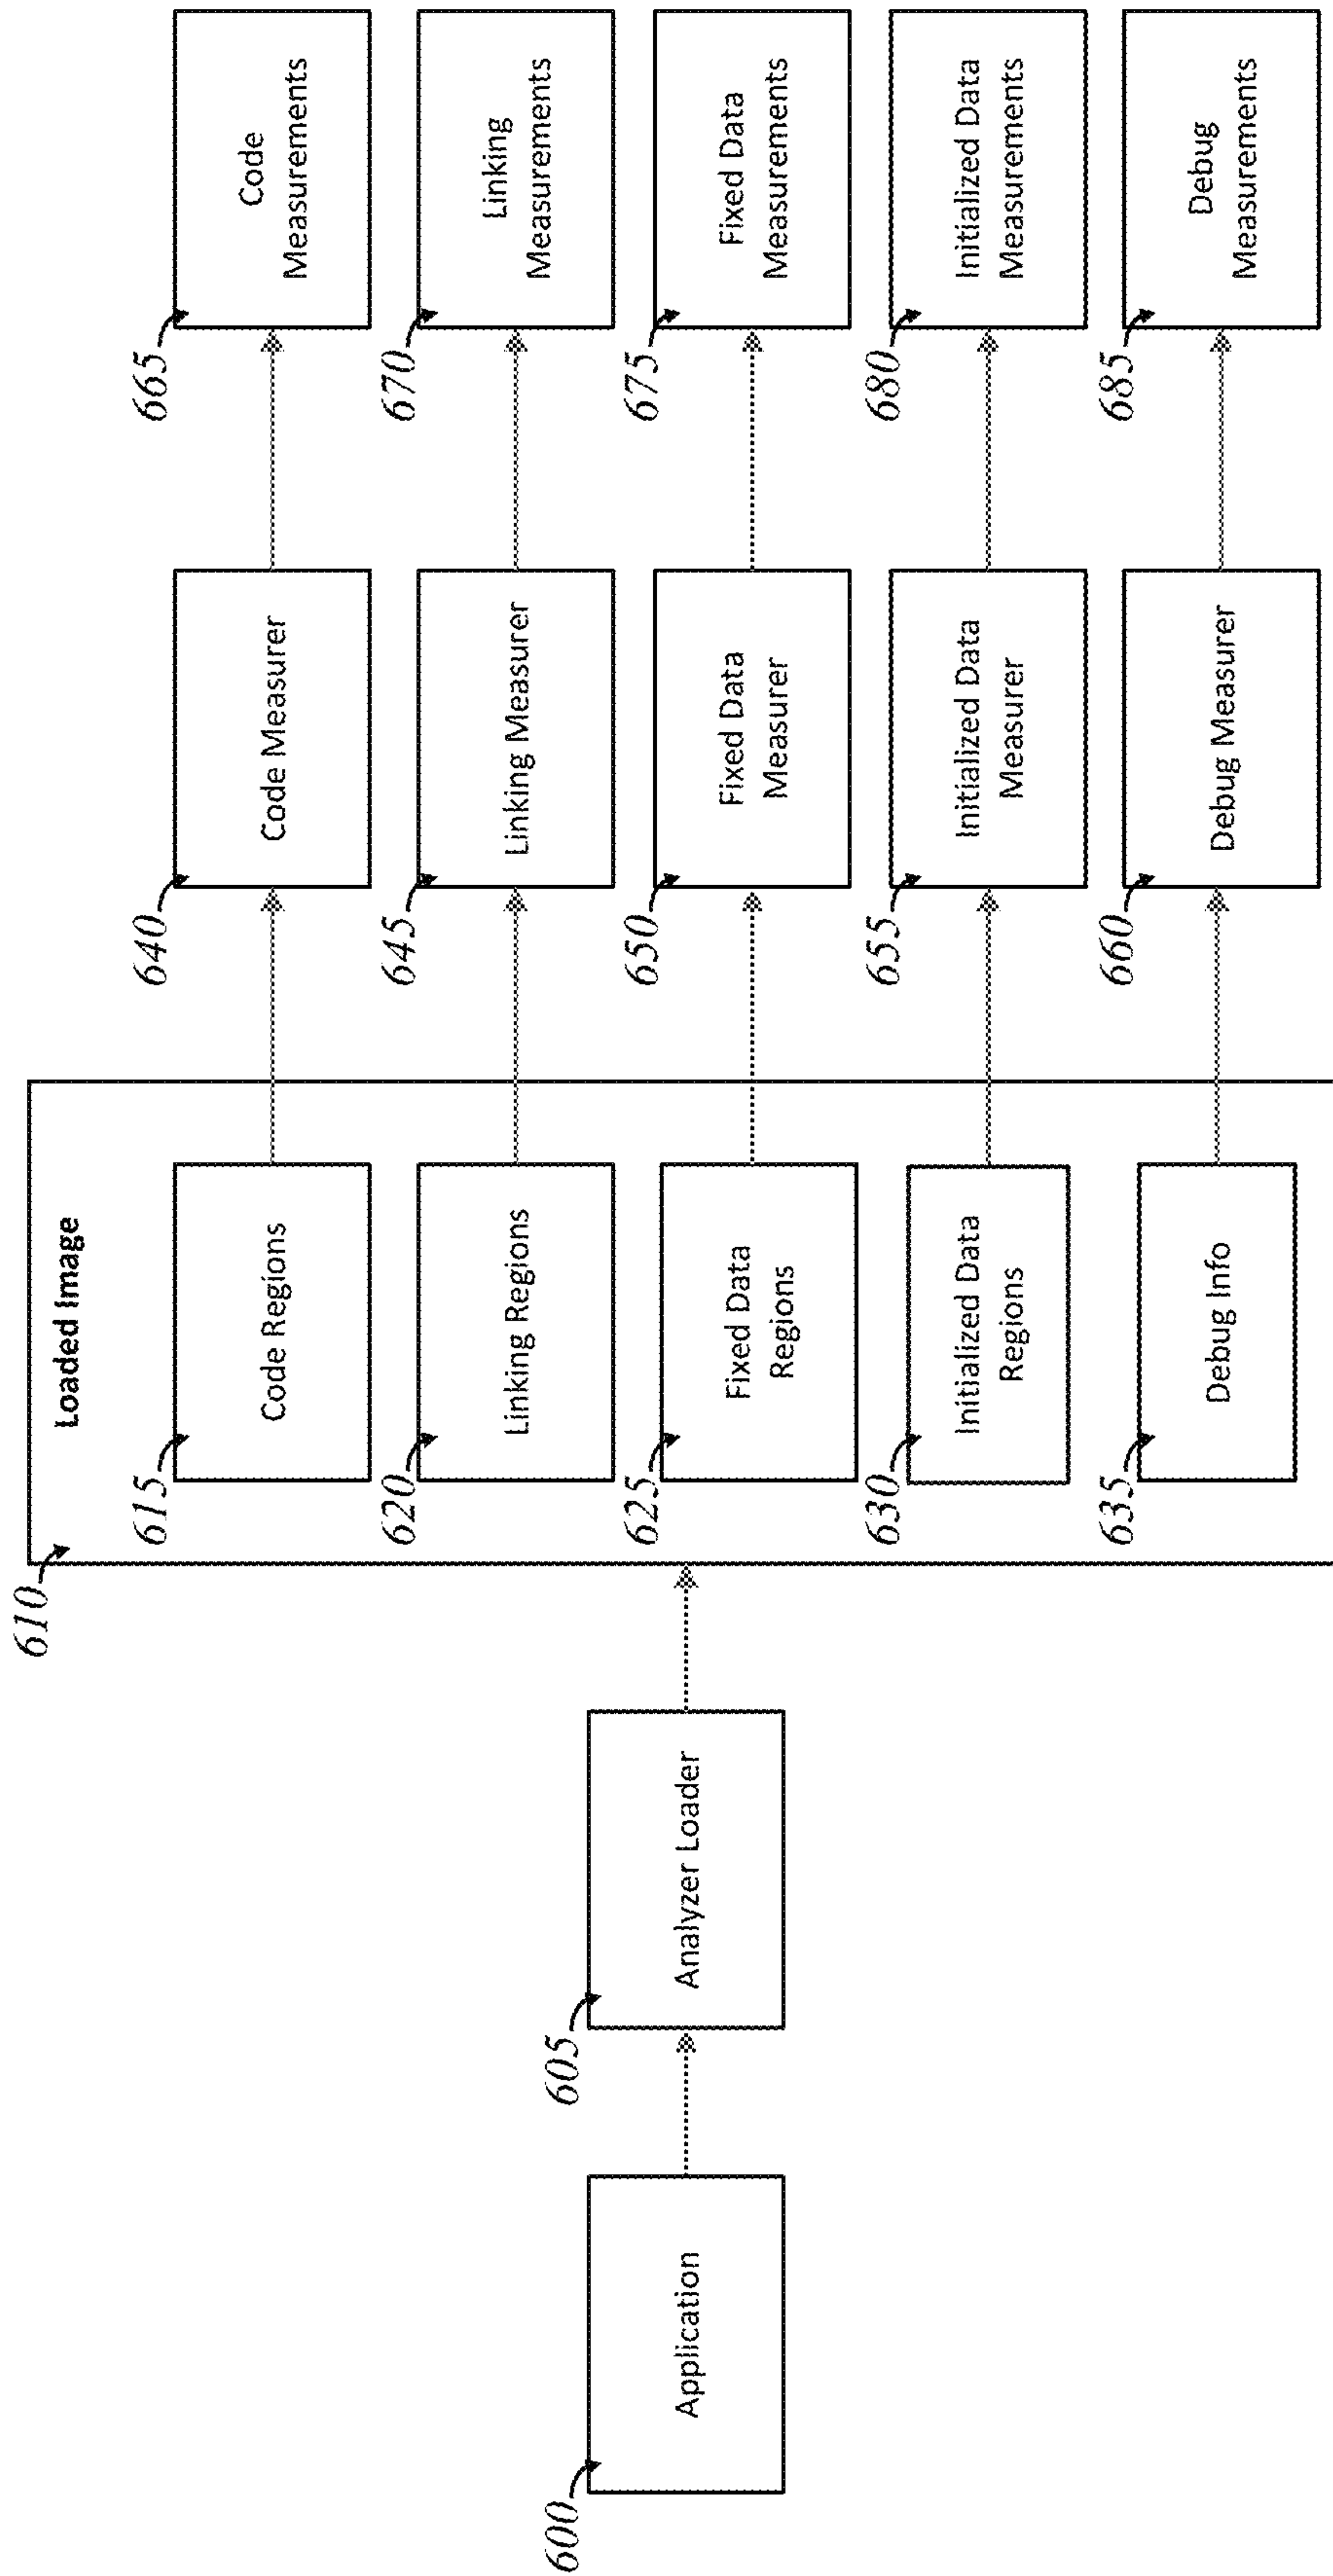 600
Application
605
Analyzer Loader
610
Loaded Image
615
Code Regions
620
Linking Regions
625
Fixed Data
Regions
630
Initialized Data
Regions
635
Debug Info
640
Code Measurer
645
Linking Measurer
650
Fixed Data
Measurer
655
Initialized Data
Measurer
660
Debug Measurer
665
Code
Measurements
670
Linking
Measurements
675
Fixed Data
Measurements
680
Initialized Data
Measurements
685
Debug
Measurements